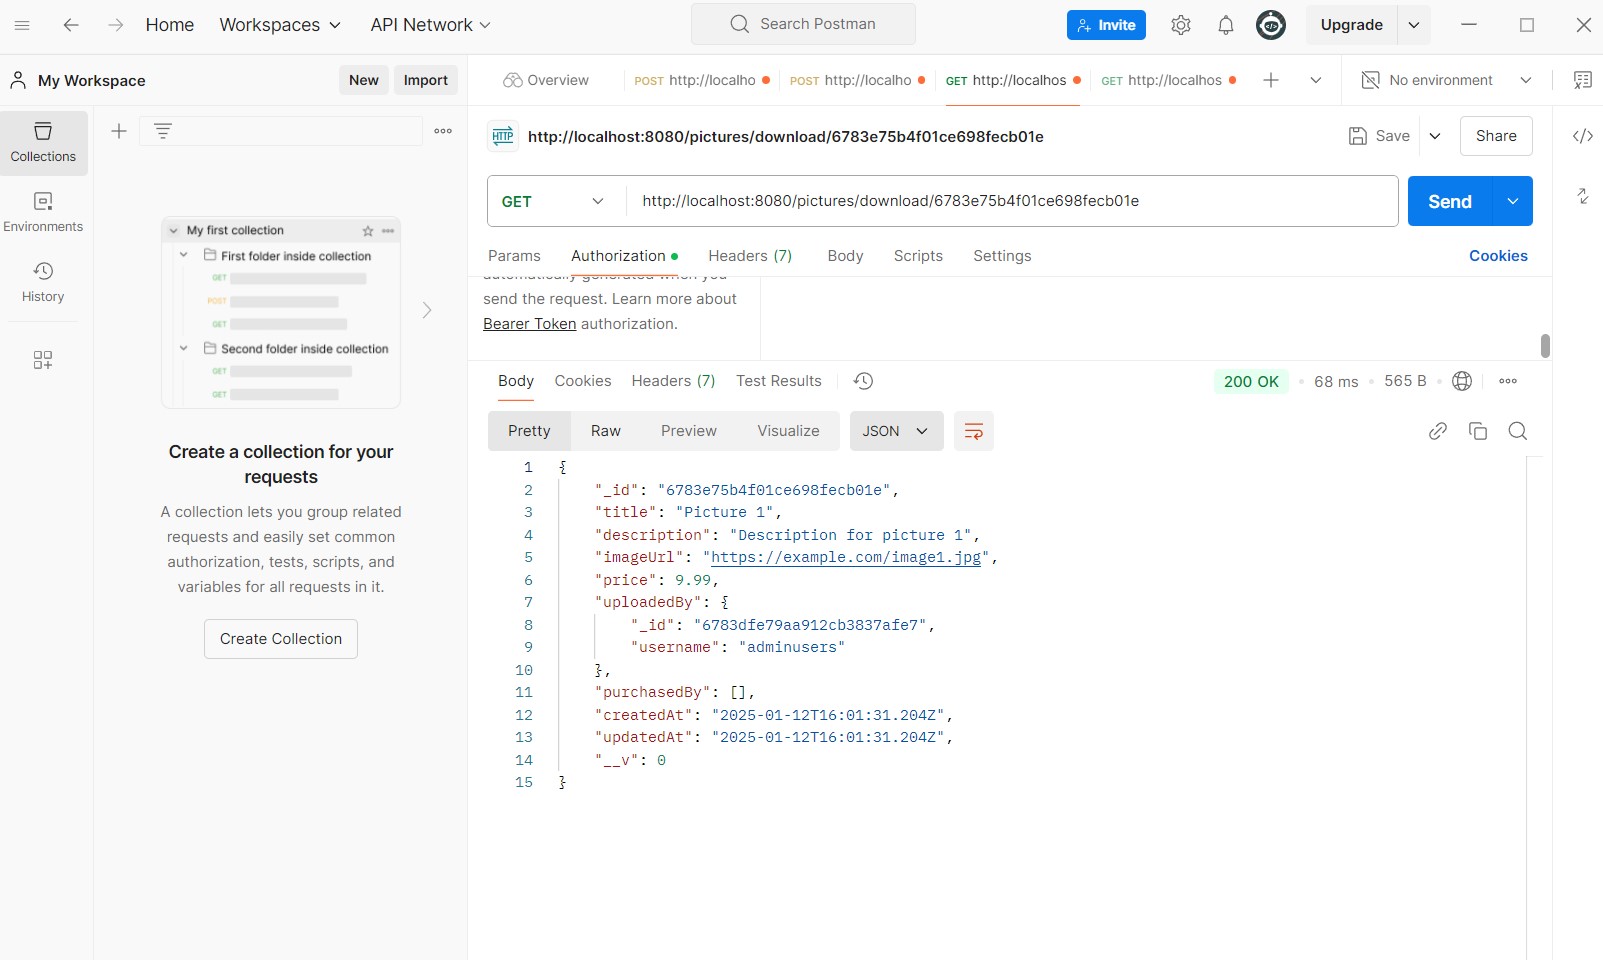 Home Workspaces API Network Search Postman Invite Upgrade
My Workspace New Import Overview POST http://localho POST http://localho GET http://localhos GET http://localhos No environment
Collections
Environments
History
My first collection
First folder inside collection
GET
POST
GET
Second folder inside collection
GET
GET
Create a collection for your
requests
A collection lets you group related
requests and easily set common
authorization, tests, scripts, and
variables for all requests in it.
Create Collection
HTTP http://localhost:8080/pictures/download/6783e75b4f01ce698fecb01e Save Share
GET http://localhost:8080/pictures/download/6783e75b4f01ce698fecb01e Send
Params Authorization Headers (7) Body Scripts Settings Cookies
automatically generated when you
send the request. Learn more about
Bearer Token authorization.
Body Cookies Headers (7) Test Results 200 OK 68 ms 565 B
Pretty Raw Preview Visualize JSON
1 {
2 "_id": "6783e75b4f01ce698fecb01e",
3 "title": "Picture 1",
4 "description": "Description for picture 1",
5 "imageUrl": "https://example.com/image1.jpg",
6 "price": 9.99,
7 "uploadedBy": {
8 "_id": "6783dfe79aa912cb3837afe7",
9 "username": "adminusers"
10 },
11 "purchasedBy": [],
12 "createdAt": "2025-01-12T16:01:31.204Z",
13 "updatedAt": "2025-01-12T16:01:31.204Z",
14 "__v": 0
15 }